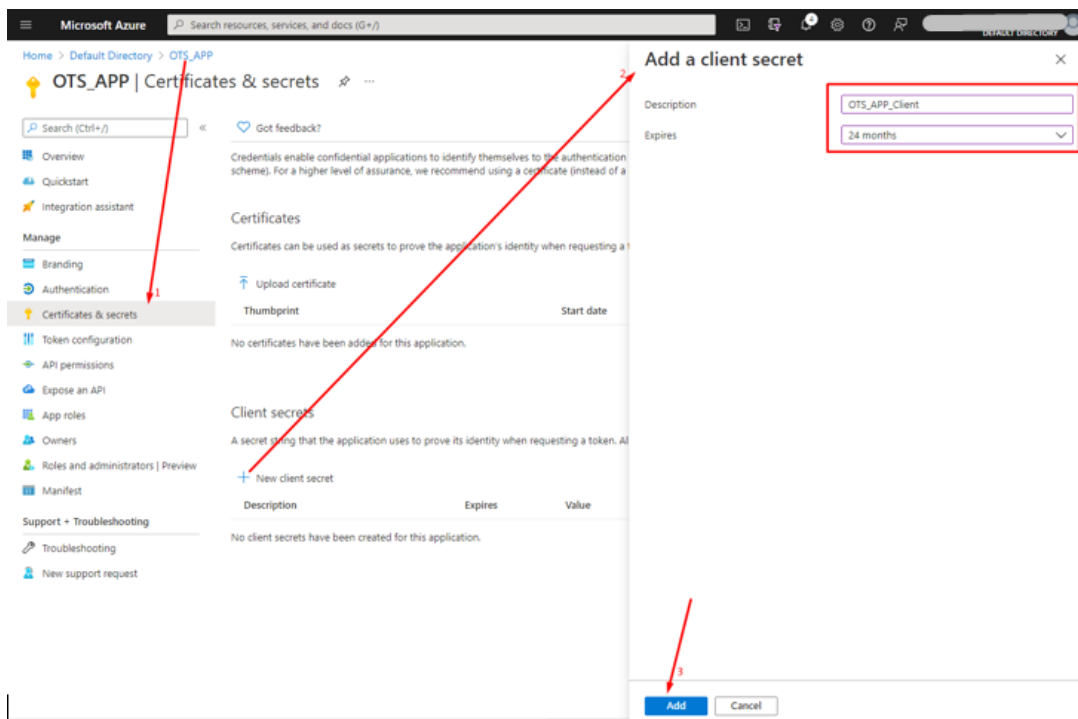 Microsoft Azure
Search resources, services, and docs (G+/)
4
DEFAULT DIRECTORY
Home > Default Directory > OTS_APP
OTS_APP | Certificates & secrets
Search (Ctrl+/)
«
Overview
Quickstart
Integration assistant
Manage
Branding
Authentication
1
Certificates & secrets
Token configuration
API permissions
Expose an API
App roles
Owners
Roles and administrators | Preview
Manifest
Support + Troubleshooting
Troubleshooting
New support request
Got feedback?
Credentials enable confidential applications to identify themselves to the authentication
scheme). For a higher level of assurance, we recommend using a certificate (instead of a
Certificates
Certificates can be used as secrets to prove the application's identity when requesting a t
Upload certificate
Thumbprint Start date
No certificates have been added for this application.
Client secrets
A secret string that the application uses to prove its identity when requesting a token. Al
New client secret
Description Expires Value
No client secrets have been created for this application.
2
Add a client secret
Description OTS_APP_Client
Expires 24 months
3
Add Cancel